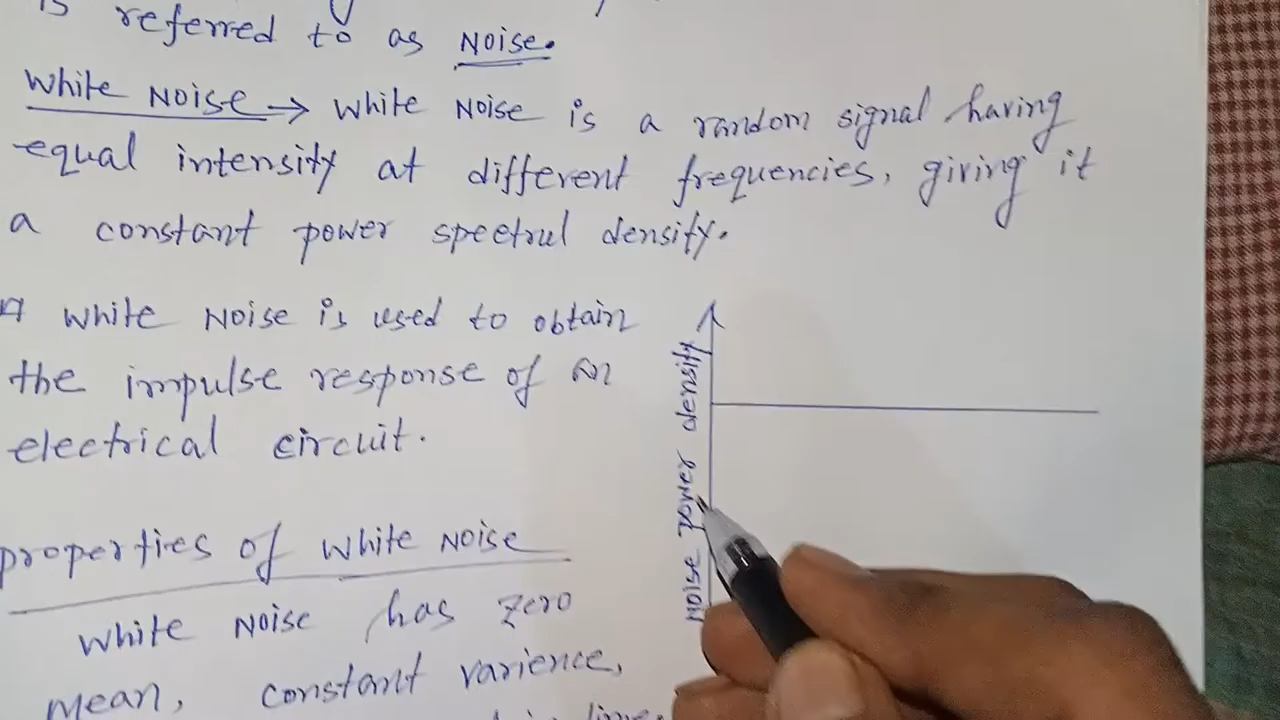 is referred to as Noise.
White Noise → White Noise is a random signal having
equal intensity at different frequencies, giving it
a constant power spectrul density.
White Noise is used to obtain
the impulse response of an
electrical circuit.
Noise power density
properties of White Noise
White Noise has zero
mean, constant varience,